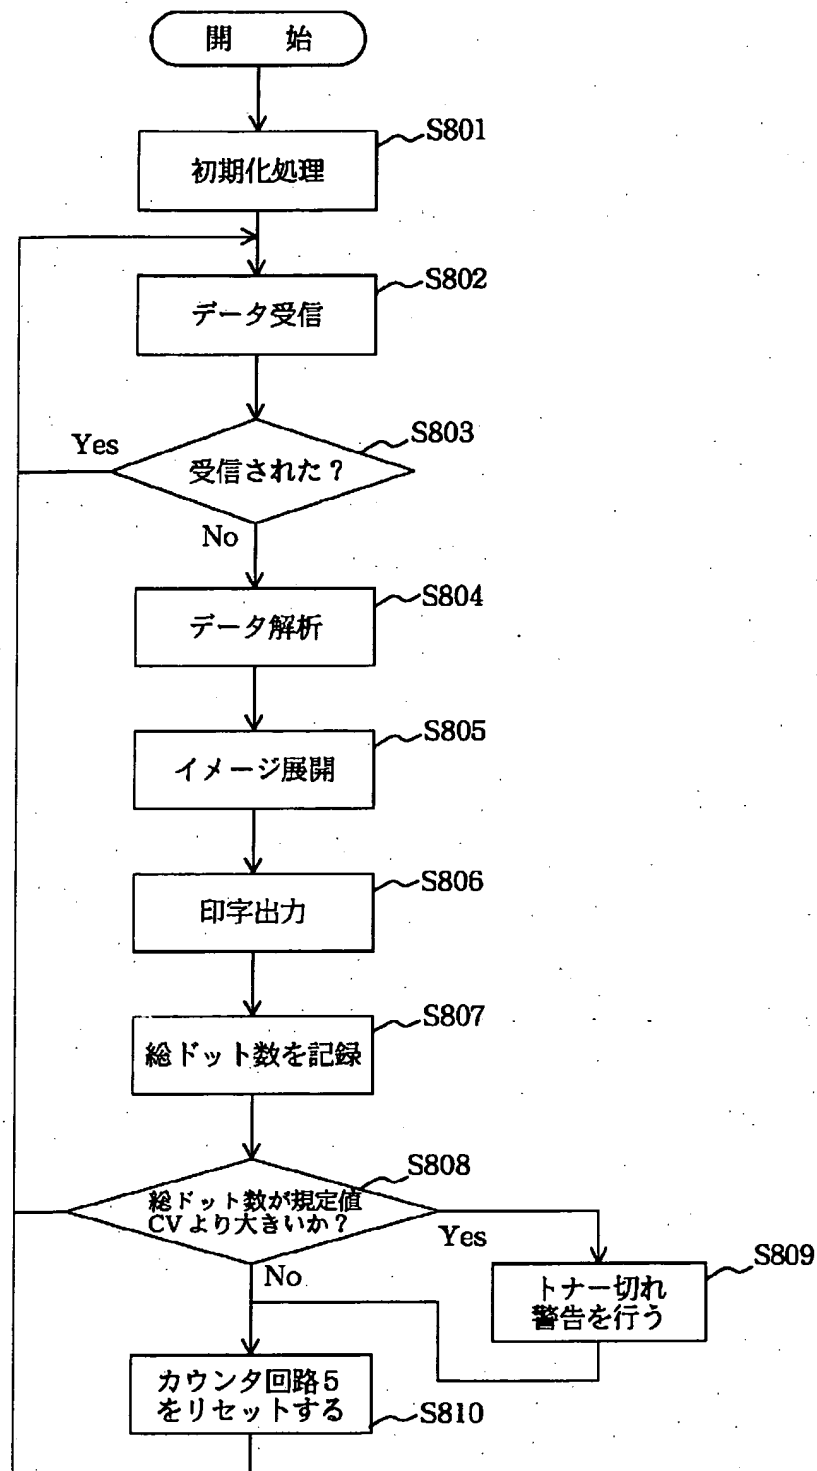 開 始
S801
初期化処理
S802
データ受信
S803
Yes
受信された?
No
S804
データ解析
S805
イメージ展開
S806
印字出力
S807
総ドット数を記録
S808
総ドット数が規定値
CVより大きいか?
Yes
No
S809
トナー切れ
警告を行う
カウンタ回路5
をリセットする
S810